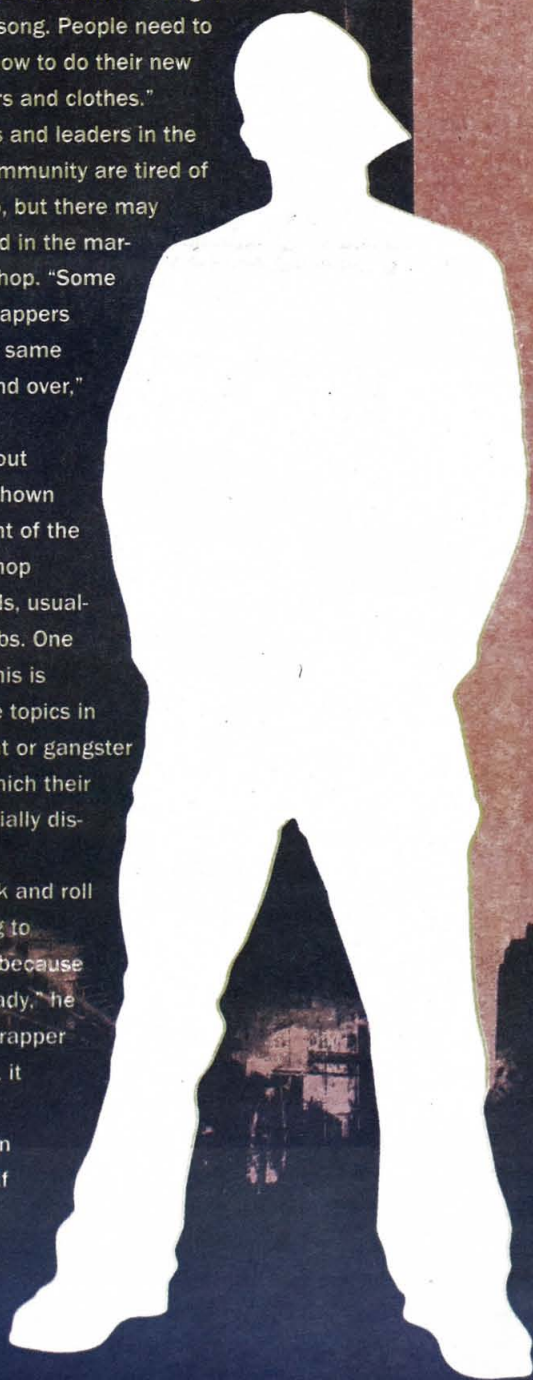 song. People need to
ow to do their new
rs and clothes."
s and leaders in the
mmunity are tired of
, but there may
d in the mar-
hop. "Some
appers
same
nd over,"
out
hown
nt of the
hop
ls, usual-
bs. One
his is
e topics in
t or gangster
hich their
ially dis-
k and roll
g to
because
ady," he
rapper
it
n
f